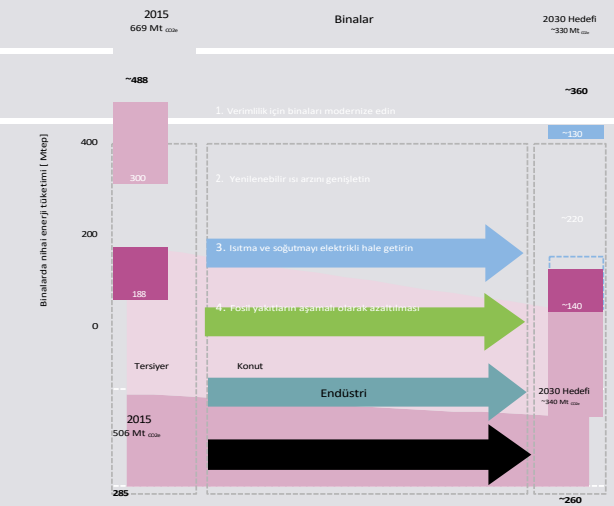 2015
669 Mt CO2e
Binalar
2030 Hedefi
~330 Mt CO2e
~488
~360
1. Verimlilik için binaları modernize edin
~130
400
Binalarda nihai enerji tüketimi [ Mtep]
300
2. Yenilenebilir ısı arzını genişletin
~220
200
3. Isıtma ve soğutmayı elektrikli hale getirin
188
4. Fosil yakıtların aşamalı olarak azaltılması
~140
0
Tersiyer
Konut
Endüstri
2030 Hedefi
~340 Mt CO2e
2015
506 Mt CO2e
285
~260